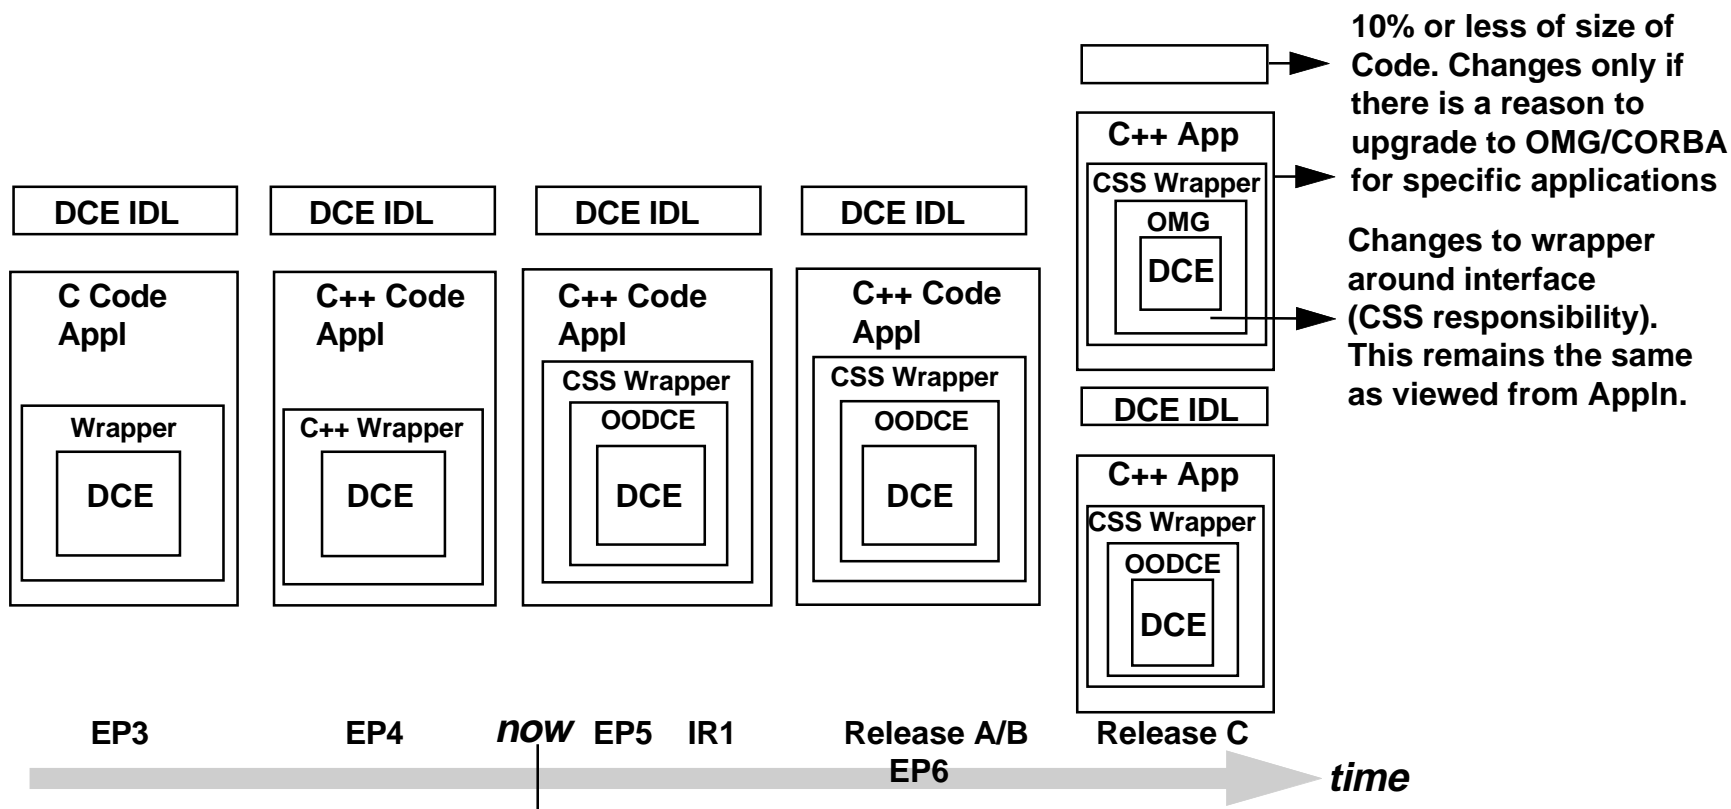 DCE IDL
C Code
Appl
Wrapper
DCE
DCE IDL
C++ Code
Appl
C++ Wrapper
DCE
DCE IDL
C++ Code
Appl
CSS Wrapper
OODCE
DCE
DCE IDL
C++ Code
Appl
CSS Wrapper
OODCE
DCE
C++ App
CSS Wrapper
OMG
DCE
DCE IDL
C++ App
CSS Wrapper
OODCE
DCE
10% or less of size of
Code. Changes only if
there is a reason to
upgrade to OMG/CORBA
for specific applications
Changes to wrapper
around interface
(CSS responsibility).
This remains the same
as viewed from Appln.
EP3
EP4
now
EP5
IR1
Release A/B
EP6
Release C
time